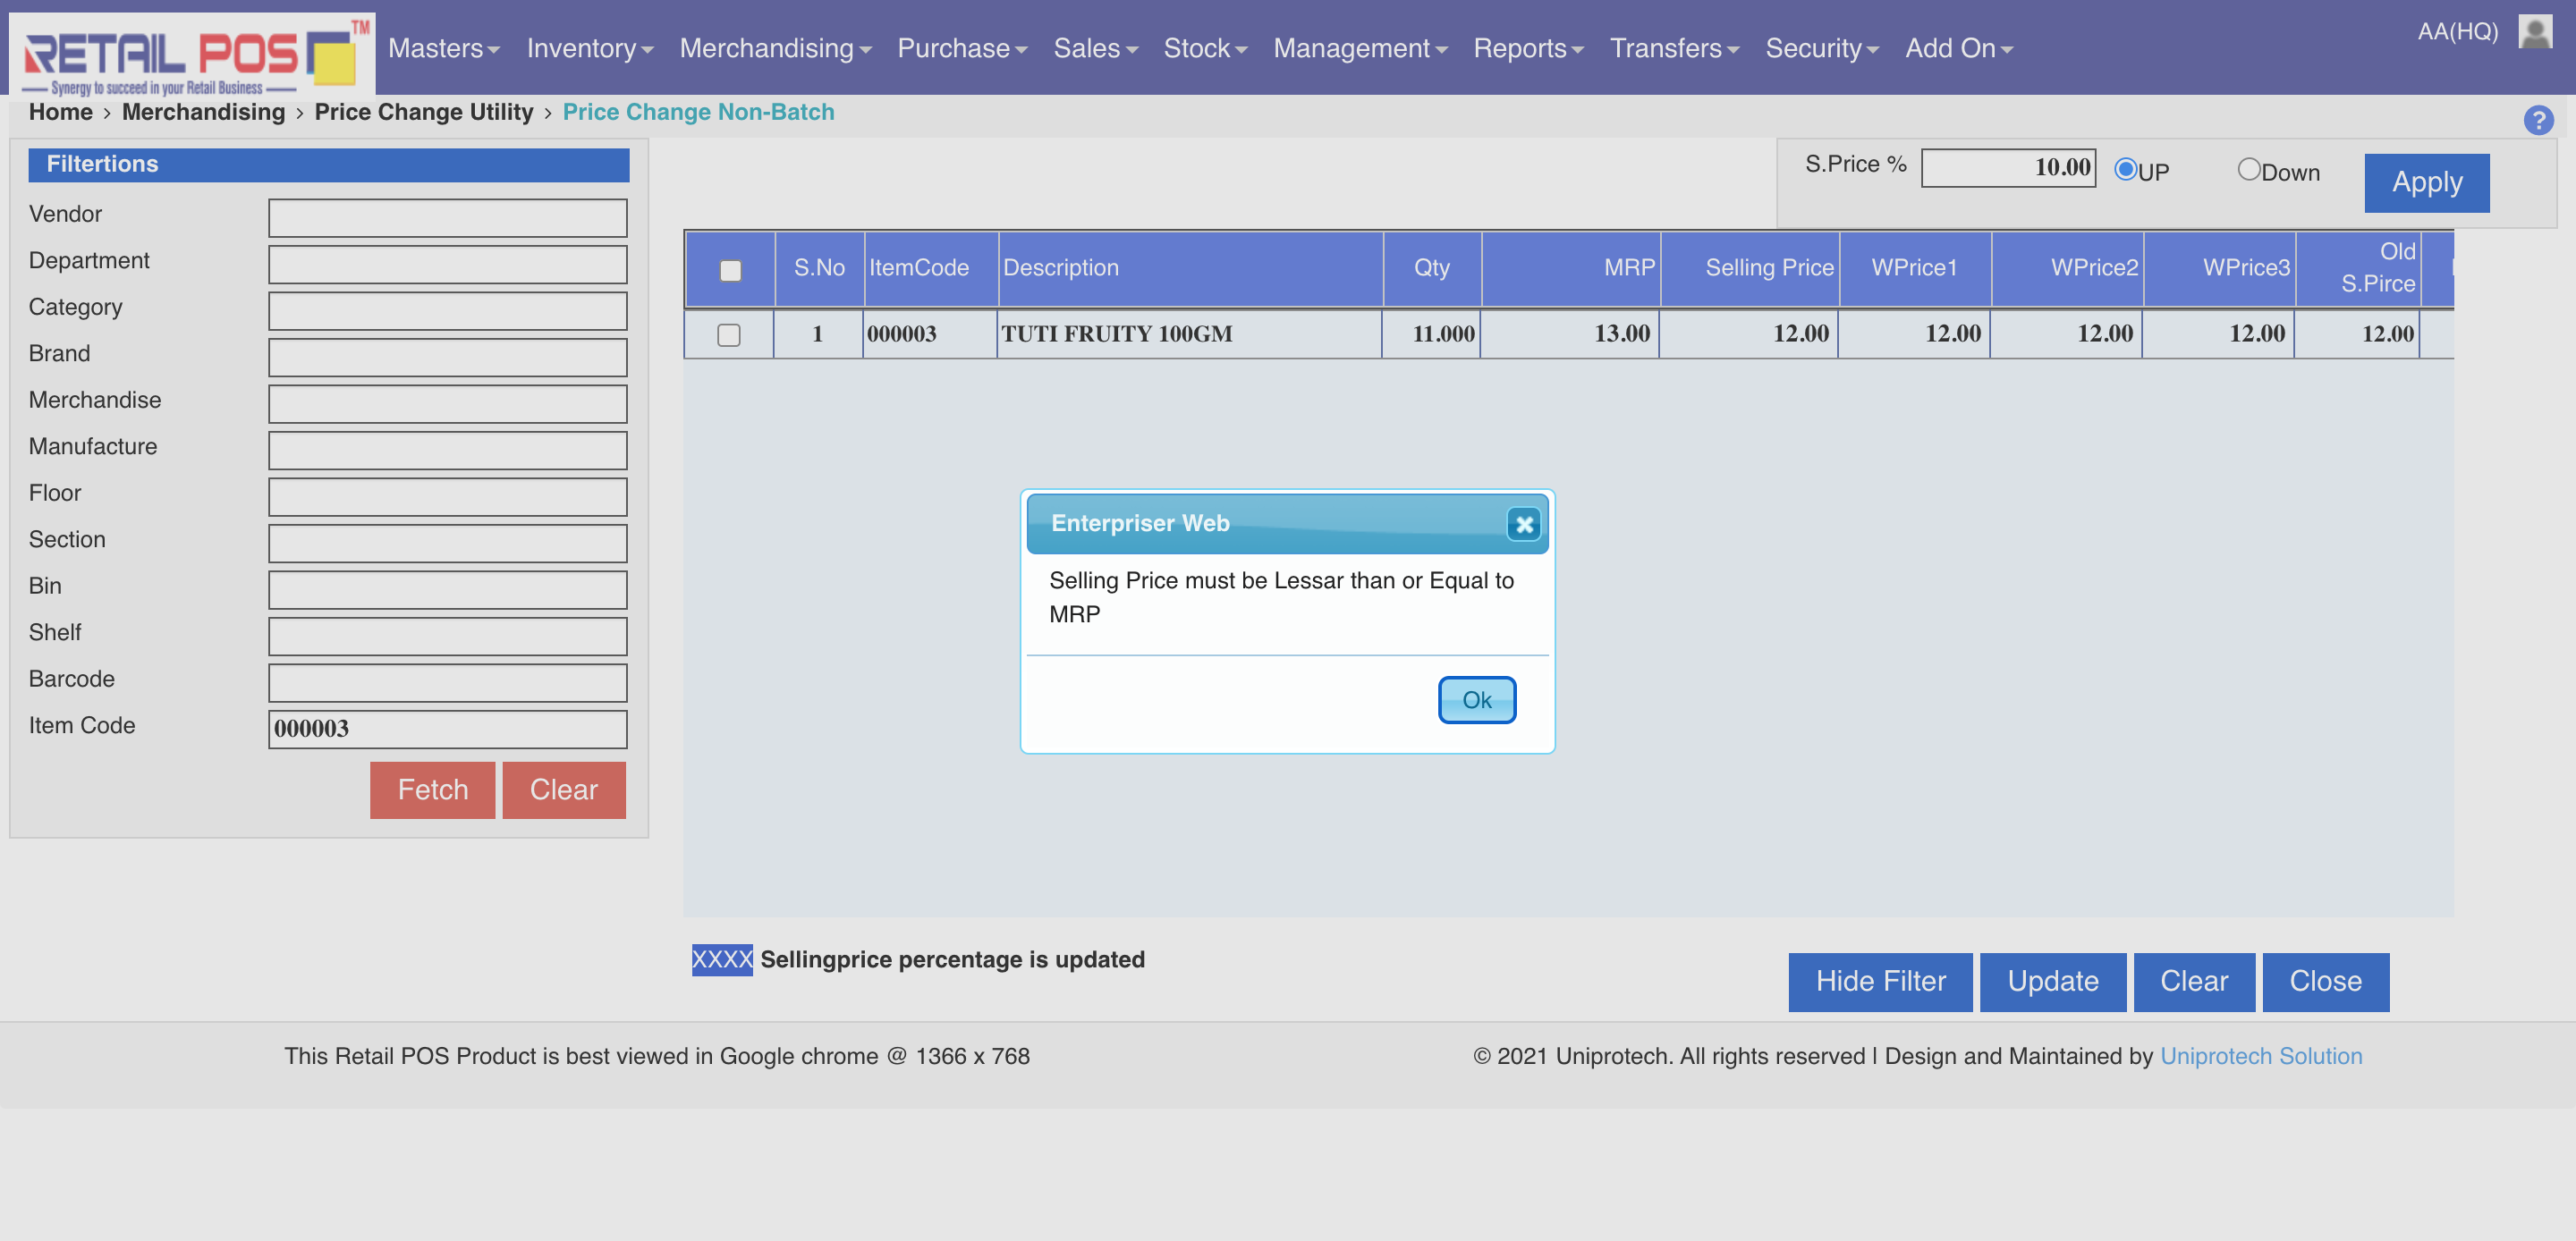 RETAIL POS TM
Synergy to succeed in your Retail Business
Masters Inventory Merchandising Purchase Sales Stock Management Reports Transfers Security Add On
AA(HQ)
Home › Merchandising › Price Change Utility › Price Change Non-Batch
?
Filtertions
Vendor
Department
Category
Brand
Merchandise
Manufacture
Floor
Section
Bin
Shelf
Barcode
Item Code 000003
Fetch Clear
S.Price % 10.00 UP Down Apply
S.No ItemCode Description Qty MRP Selling Price WPrice1 WPrice2 WPrice3 Old S.Pirce
1 000003 TUTI FRUITY 100GM 11.000 13.00 12.00 12.00 12.00 12.00 12.00
Enterpriser Web
Selling Price must be Lessar than or Equal to
MRP
Ok
XXXX Sellingprice percentage is updated
Hide Filter Update Clear Close
This Retail POS Product is best viewed in Google chrome @ 1366 x 768
© 2021 Uniprotech. All rights reserved | Design and Maintained by Uniprotech Solution